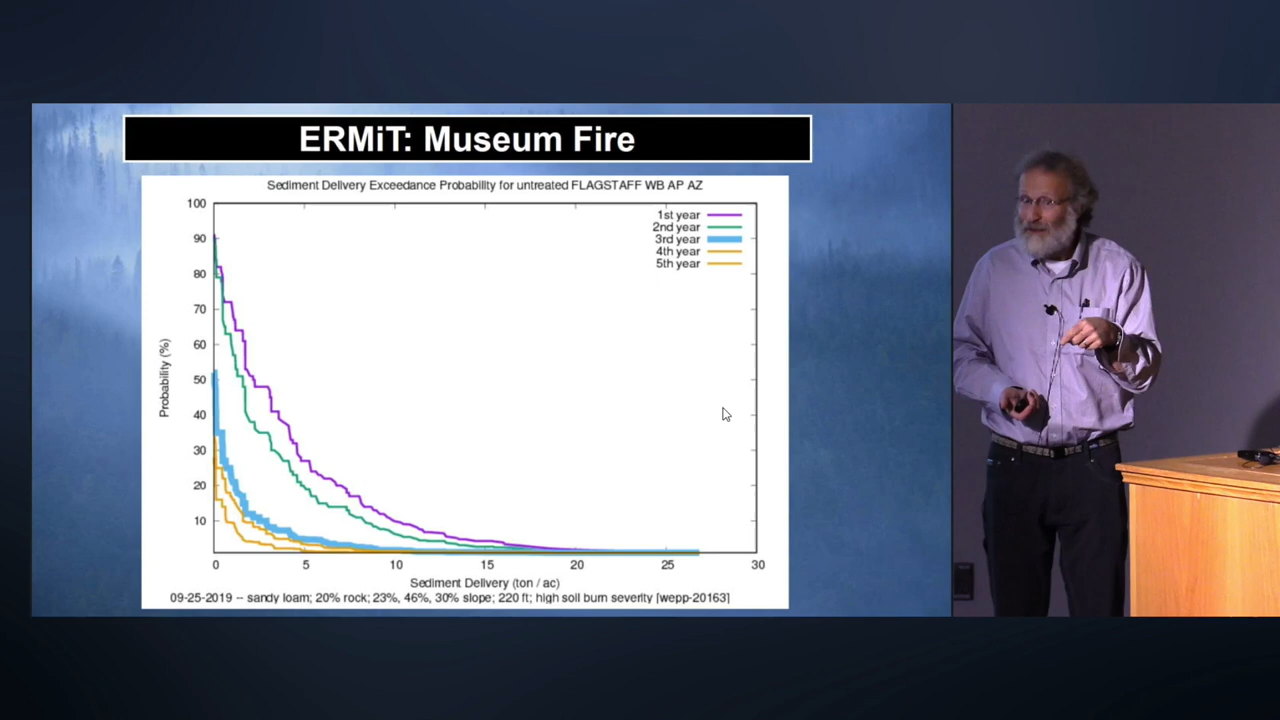 ERMiT: Museum Fire
Sediment Delivery Exceedance Probability for untreated FLAGSTAFF WB AP AZ
100
90
80
70
60
50
40
30
20
10
Probability (%)
1st year
2nd year
3rd year
4th year
5th year
0 5 10 15 20 25 30
Sediment Delivery (ton / ac)
09-25-2019 -- sandy loam; 20% rock; 23%, 46%, 30% slope; 220 ft; high soil burn severity [wepp-20163]